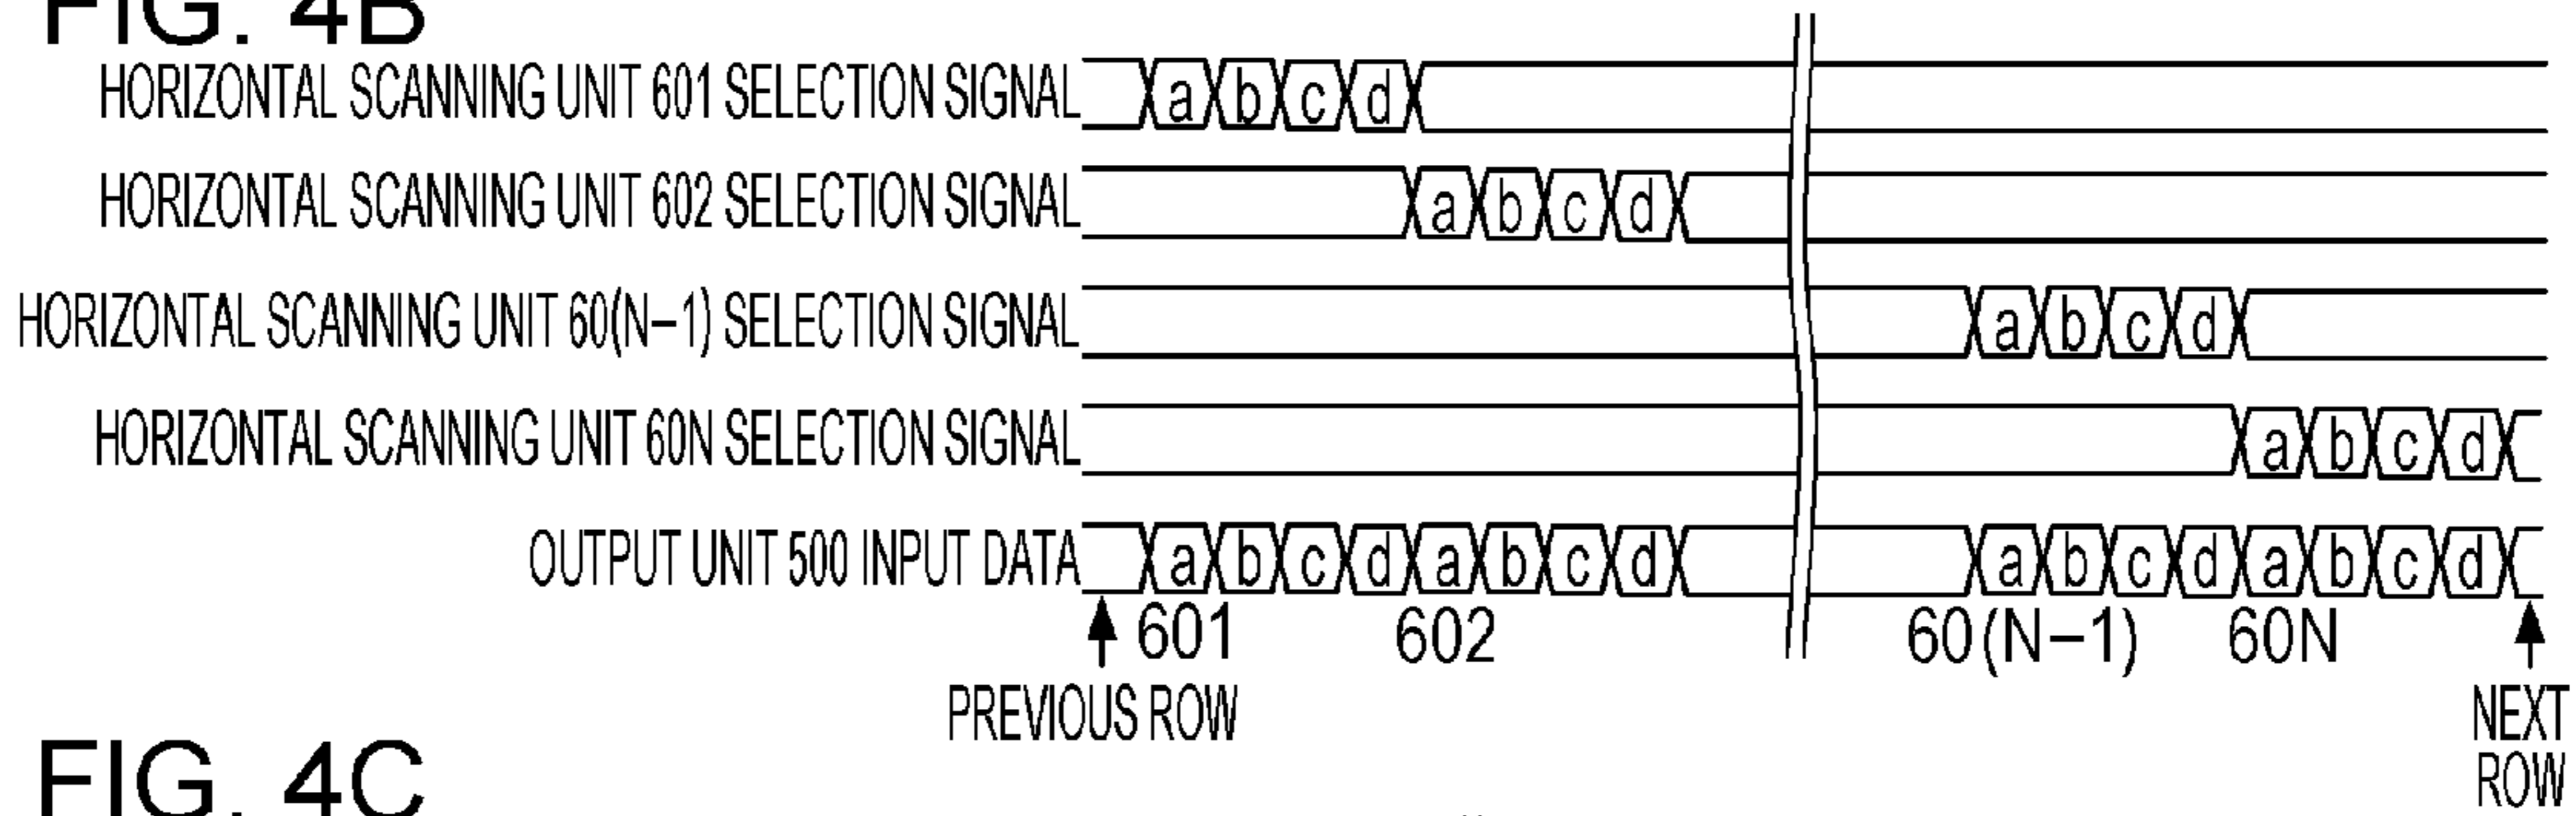 FIG. 4B
HORIZONTAL SCANNING UNIT 601 SELECTION SIGNAL a b c d
HORIZONTAL SCANNING UNIT 602 SELECTION SIGNAL a b c d
HORIZONTAL SCANNING UNIT 60(N–1) SELECTION SIGNAL a b c d
HORIZONTAL SCANNING UNIT 60N SELECTION SIGNAL a b c d
OUTPUT UNIT 500 INPUT DATA a b c d a b c d a b c d a b c d
601 602 60(N–1) 60N
PREVIOUS ROW
NEXT
ROW
FIG. 4C